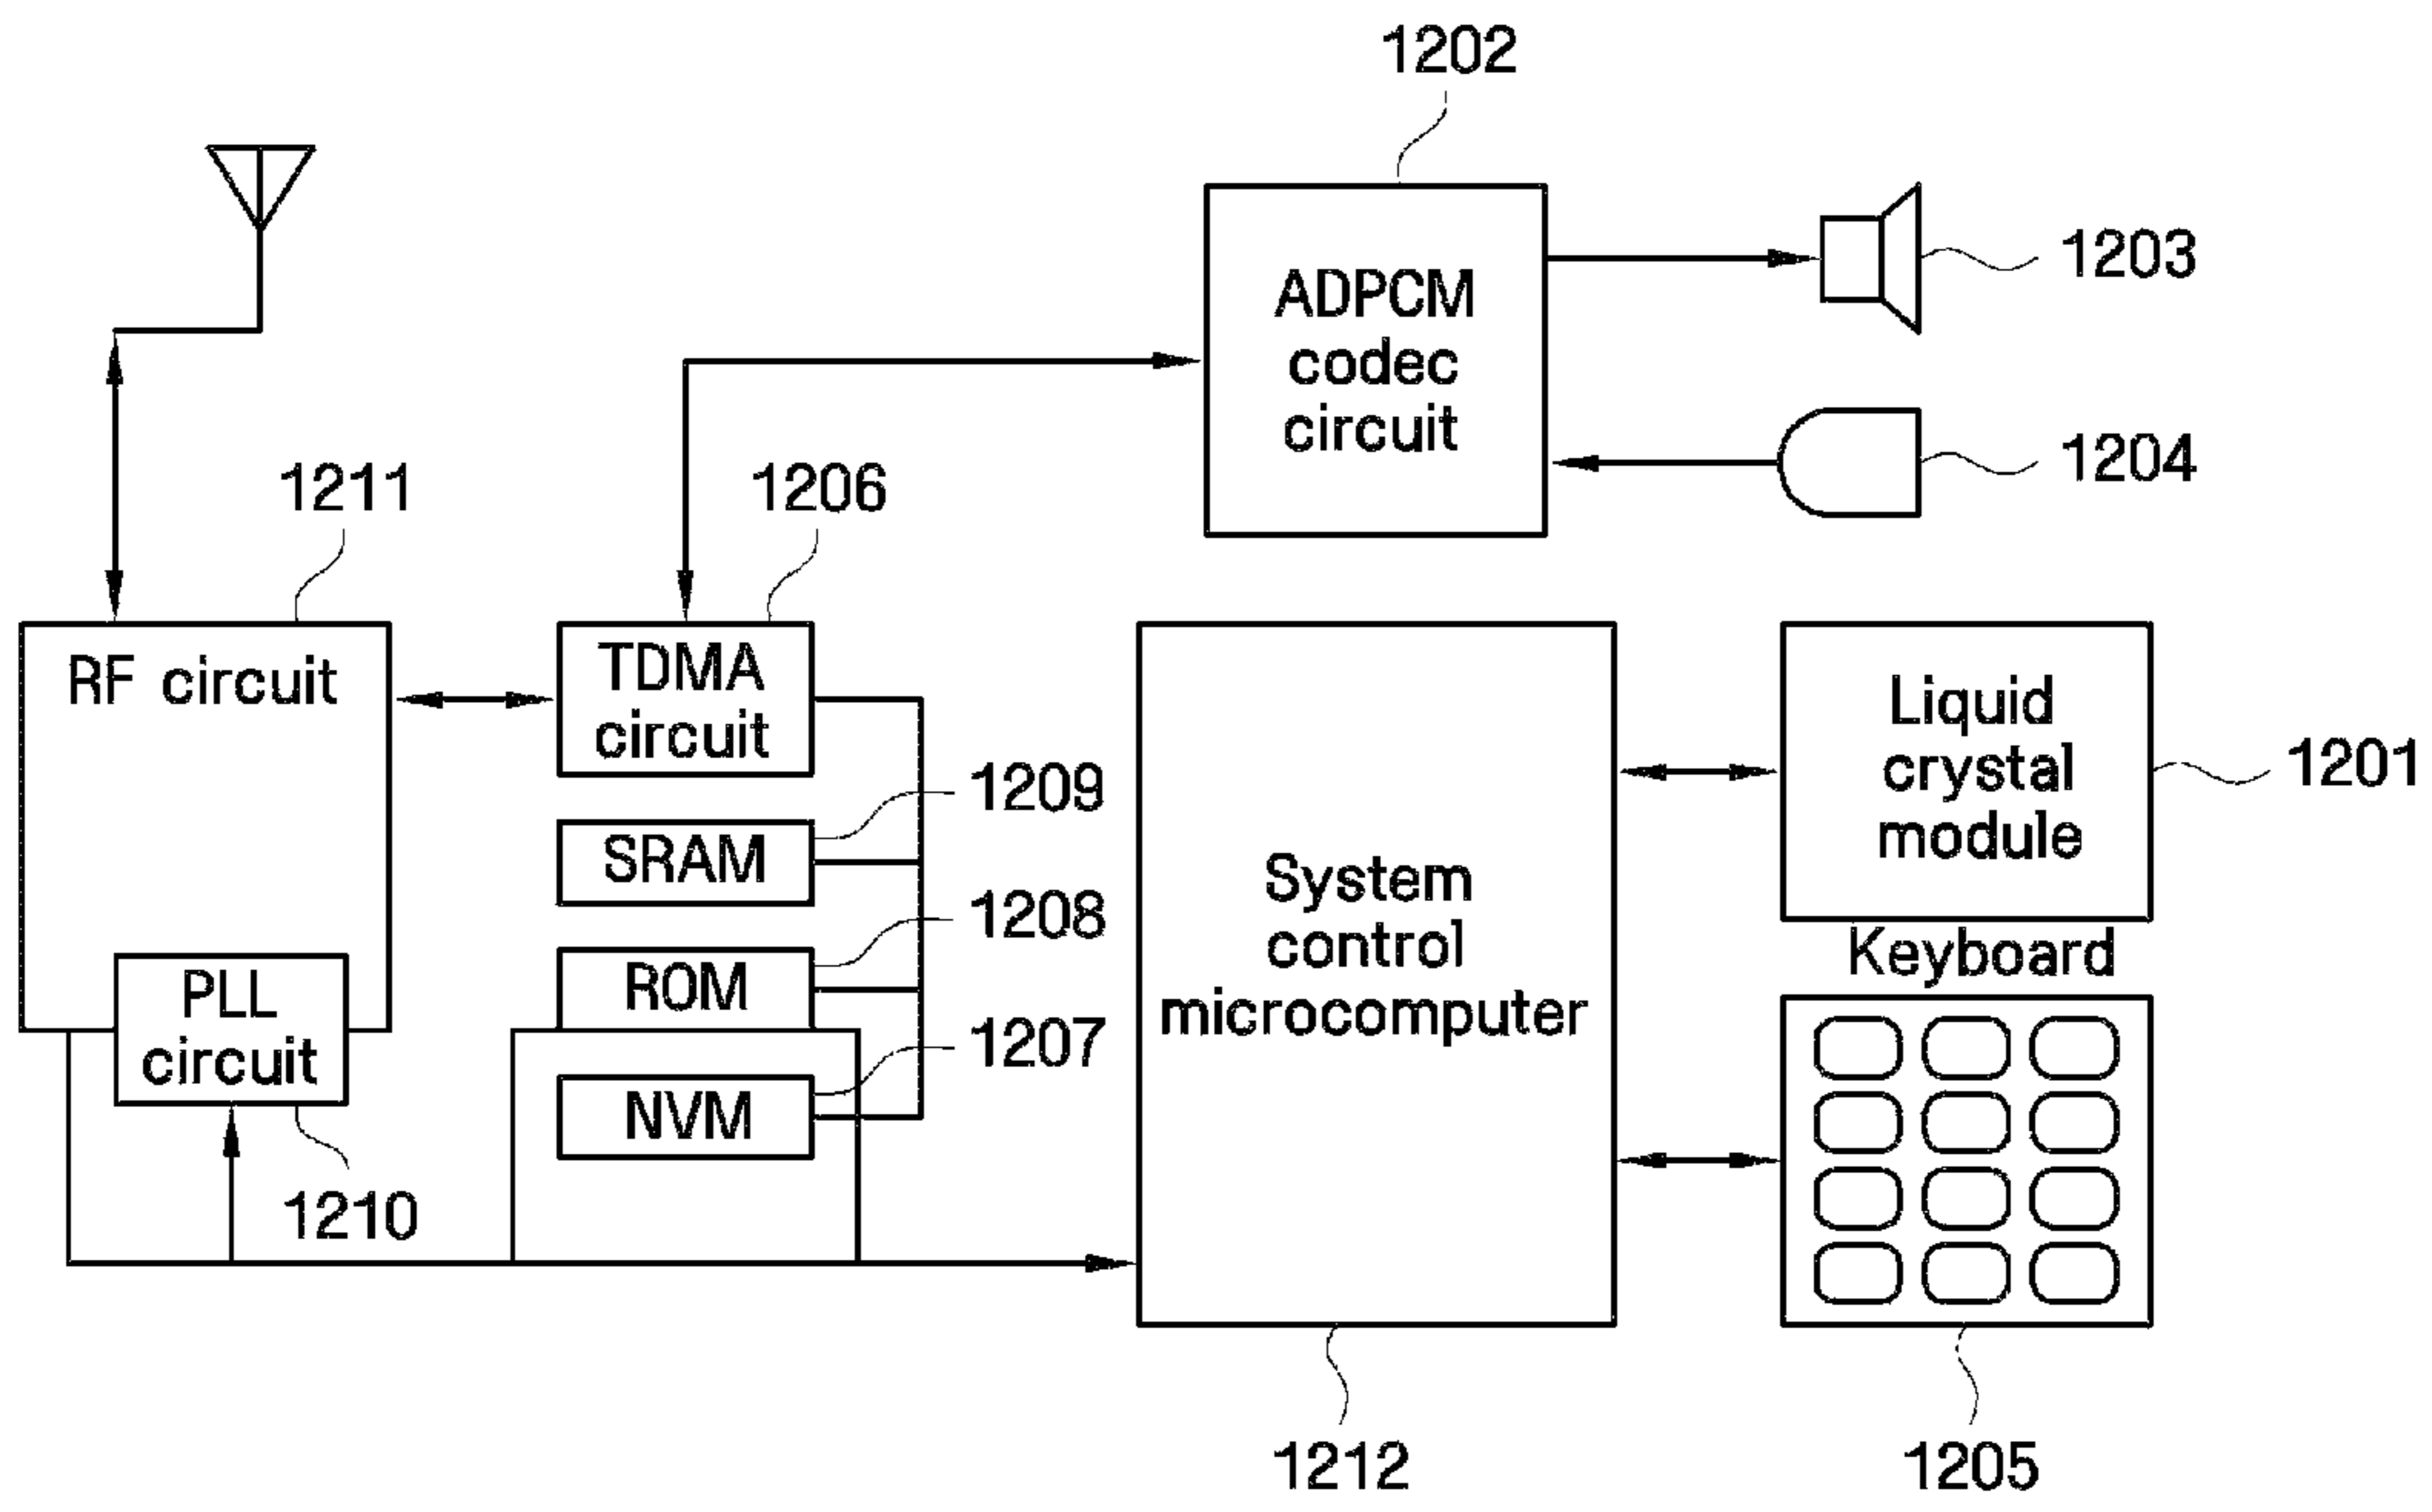 1202
ADPCM
codec
circuit
1203
1204
1211
1206
RF circuit
TDMA
circuit
1209
SRAM
1208
ROM
1207
NVM
PLL
circuit
1210
System
control
microcomputer
1212
Liquid
crystal
module
1201
Keyboard
1205